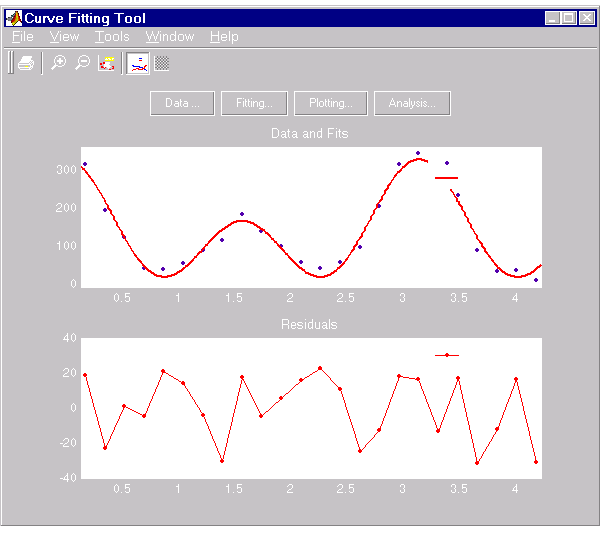 Curve Fitting Tool
File View Tools Window Help
Data ... Fitting... Plotting... Analysis...
Data and Fits
300
200
100
0
0.5 1 1.5 2 2.5 3 3.5 4
Residuals
40
20
0
-20
-40
0.5 1 1.5 2 2.5 3 3.5 4